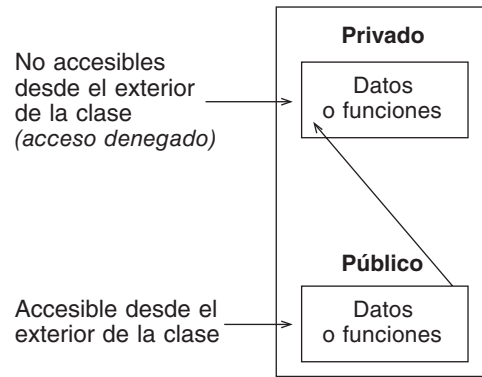 Privado
No accesibles
desde el exterior
de la clase
(acceso denegado)
Datos
o funciones
Público
Accesible desde el
exterior de la clase
Datos
o funciones